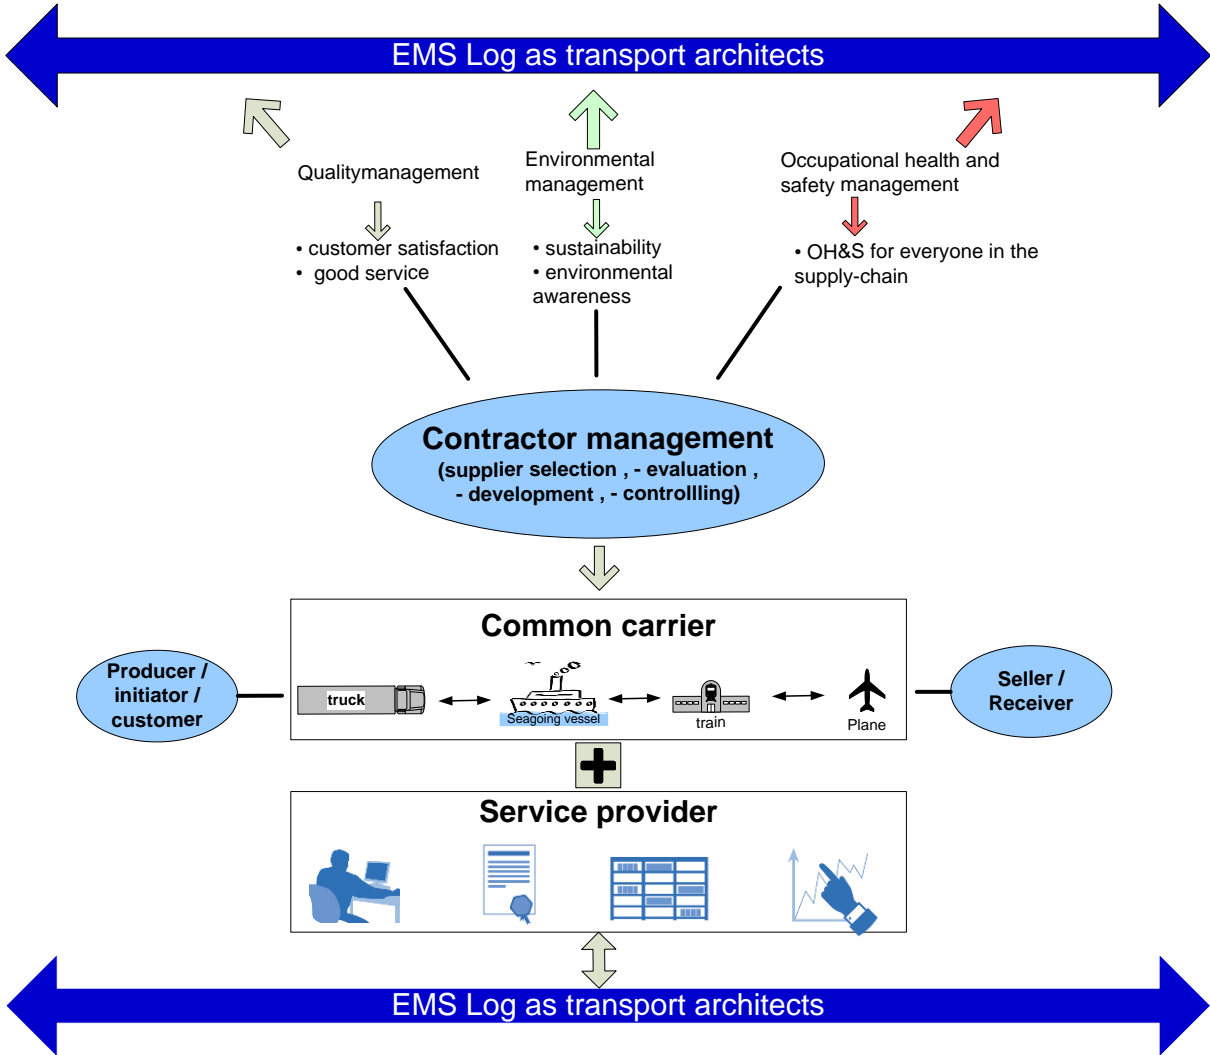 EMS Log as transport architects
Qualitymanagement
• customer satisfaction
• good service
Environmental
management
• sustainability
• environmental
awareness
Occupational health and
safety management
• OH&S for everyone in the
supply-chain
Contractor management
(supplier selection , - evaluation ,
- development , - controllling)
Common carrier
Producer /
initiator /
customer
truck
Seagoing vessel
train
Plane
Seller /
Receiver
Service provider
EMS Log as transport architects